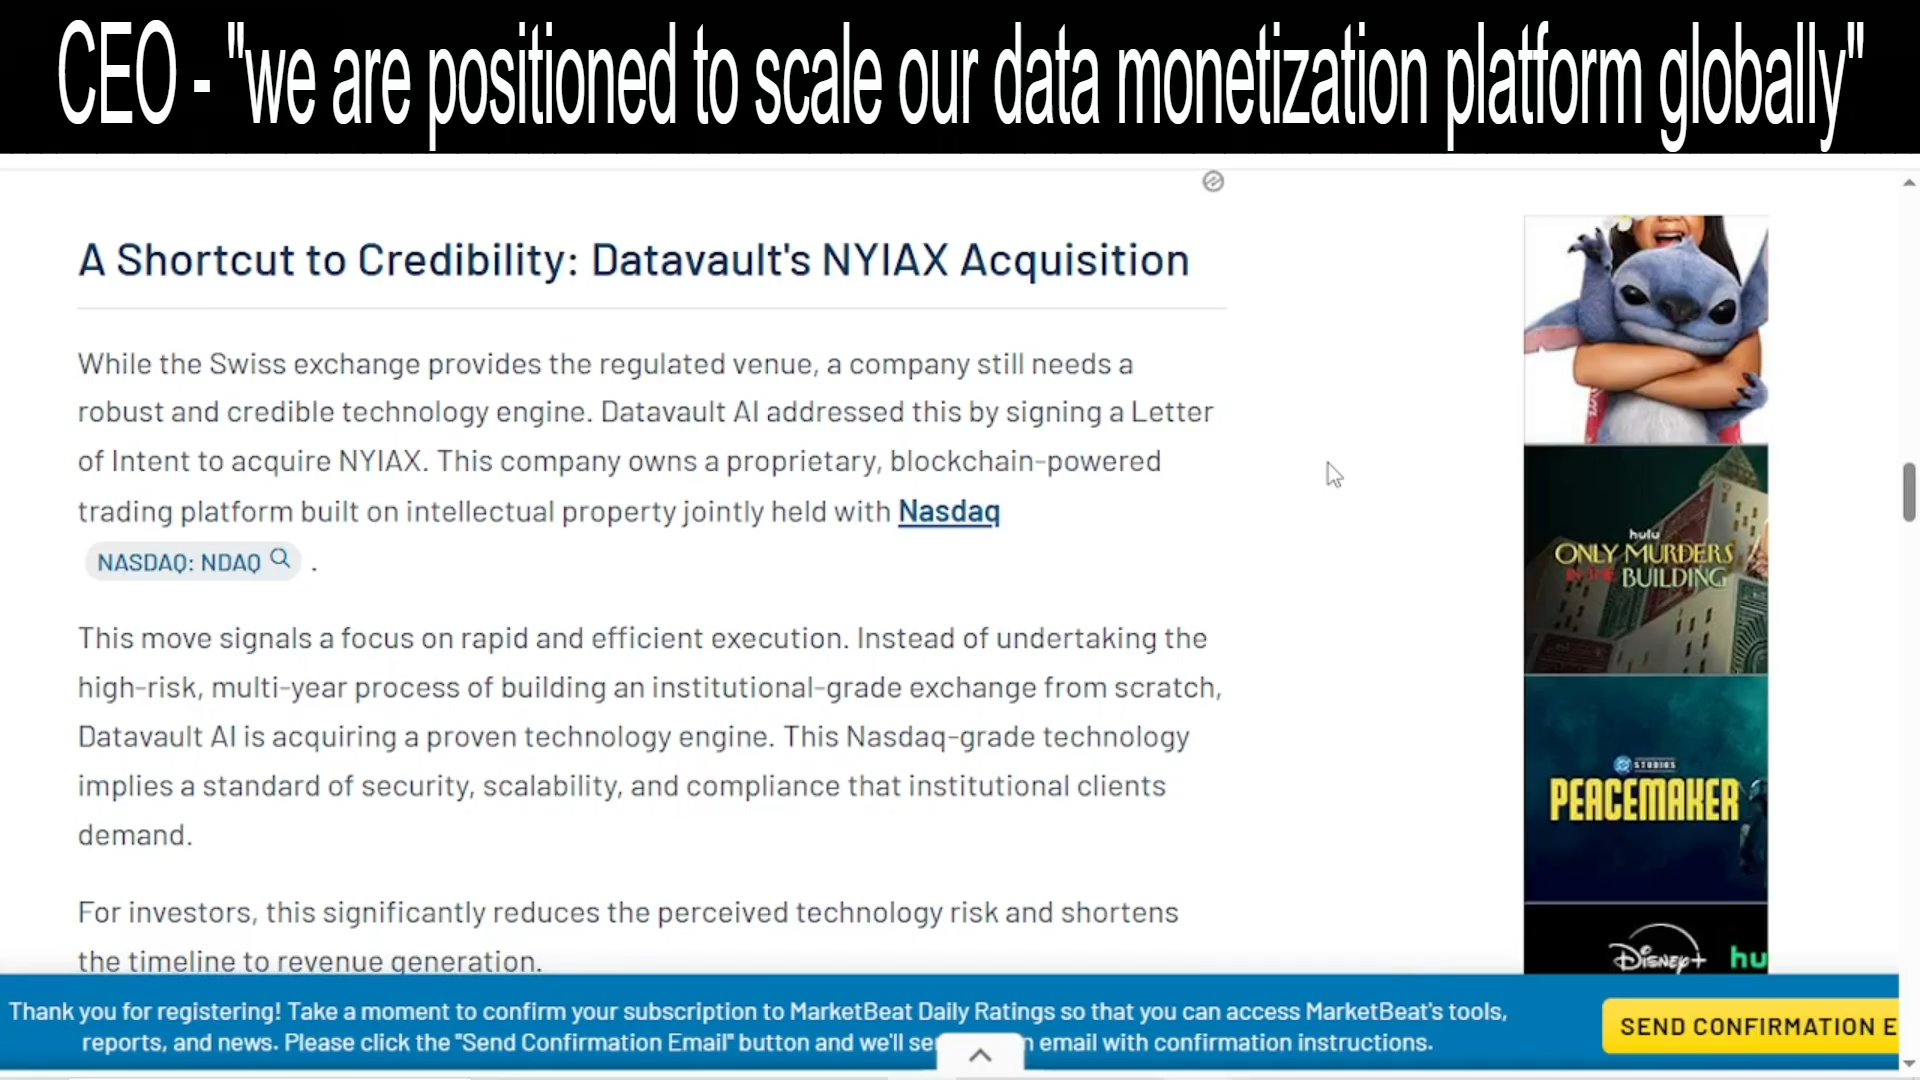 CEO - "we are positioned to scale our data monetization platform globally"
A Shortcut to Credibility: Datavault's NYIAX Acquisition
While the Swiss exchange provides the regulated venue, a company still needs a
robust and credible technology engine. Datavault AI addressed this by signing a Letter
of Intent to acquire NYIAX. This company owns a proprietary, blockchain-powered
trading platform built on intellectual property jointly held with Nasdaq
NASDAQ: NDAQ .
This move signals a focus on rapid and efficient execution. Instead of undertaking the
high-risk, multi-year process of building an institutional-grade exchange from scratch,
Datavault AI is acquiring a proven technology engine. This Nasdaq-grade technology
implies a standard of security, scalability, and compliance that institutional clients
demand.
For investors, this significantly reduces the perceived technology risk and shortens
the timeline to revenue generation.
hulu
ONLY MURDERS
IN THE BUILDING
DC STUDIOS
PEACEMAKER
Disney+ hu
Thank you for registering! Take a moment to confirm your subscription to MarketBeat Daily Ratings so that you can access MarketBeat's tools,
reports, and news. Please click the "Send Confirmation Email" button and we'll se n email with confirmation instructions.
SEND CONFIRMATION E